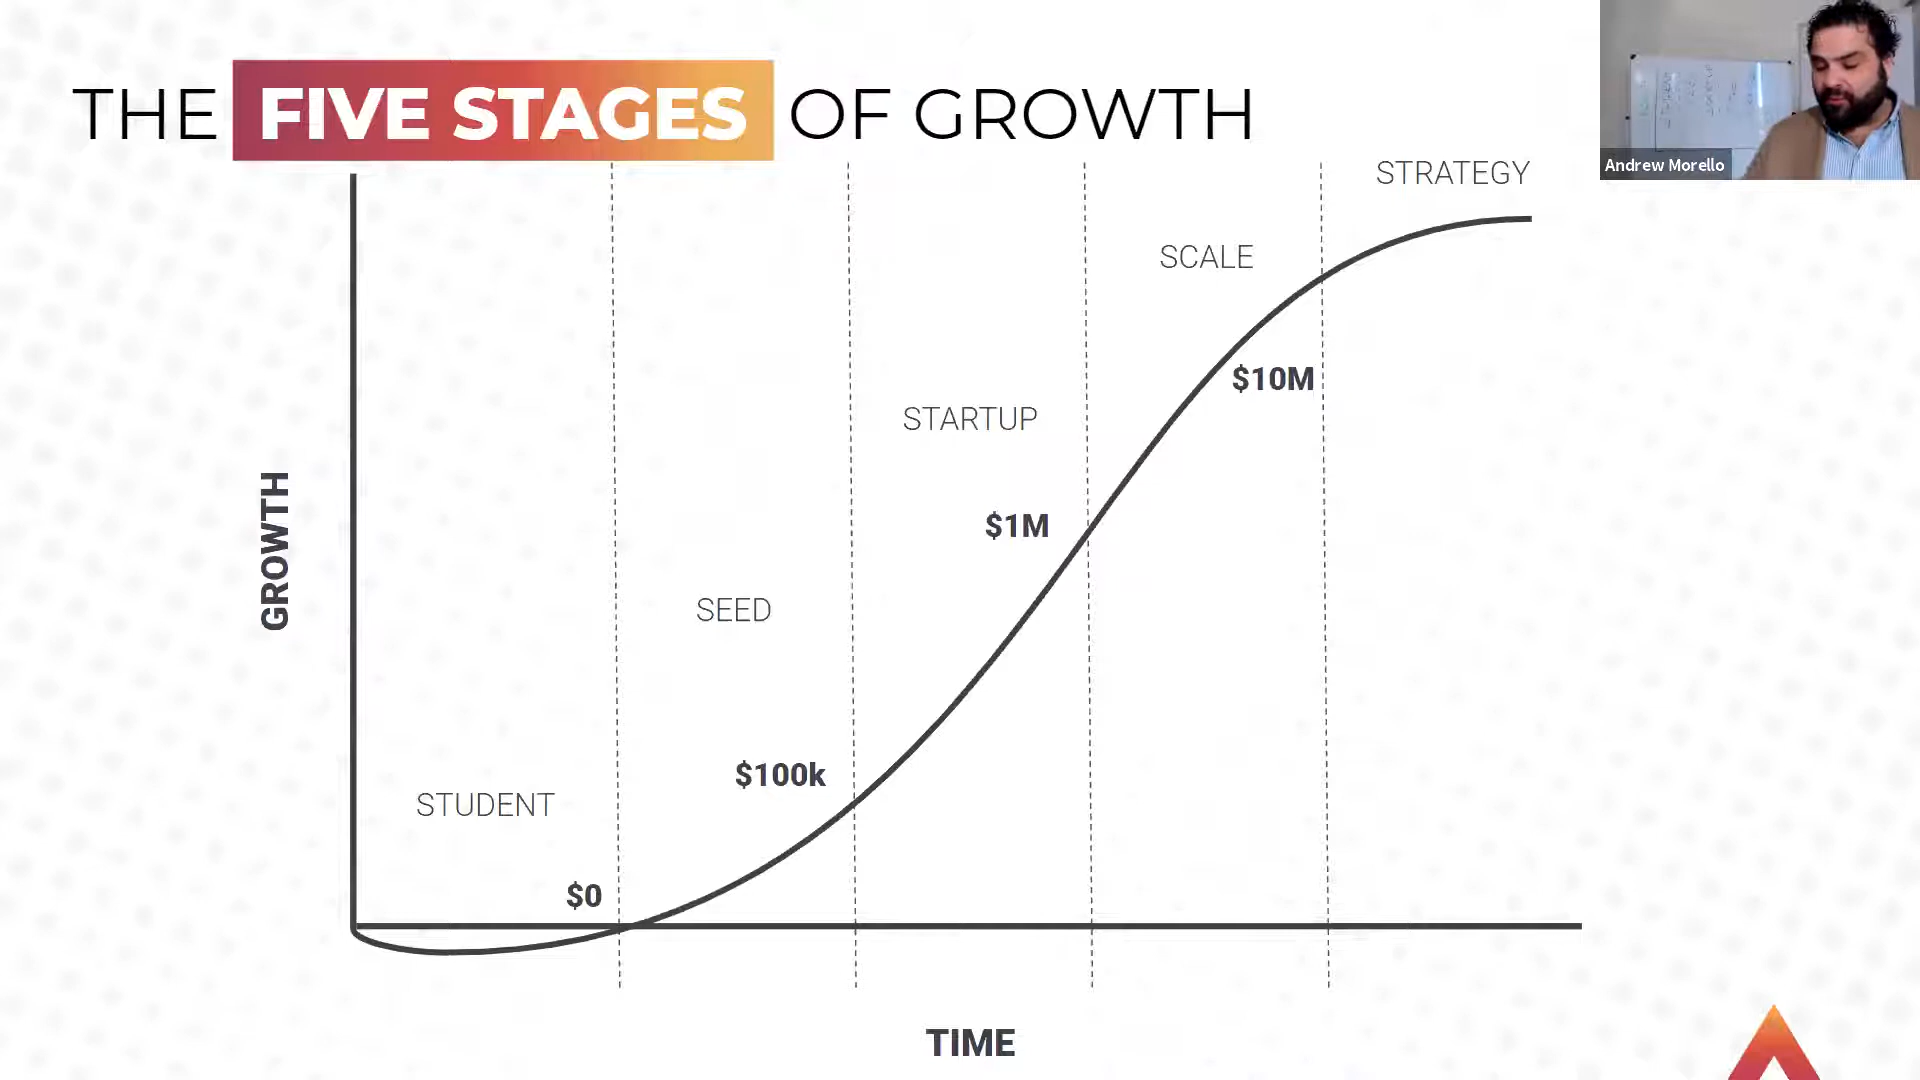 THE FIVE STAGES OF GROWTH
Andrew Morello
STRATEGY
SCALE
$10M
STARTUP
$1M
GROWTH
SEED
$100k
STUDENT
$0
TIME